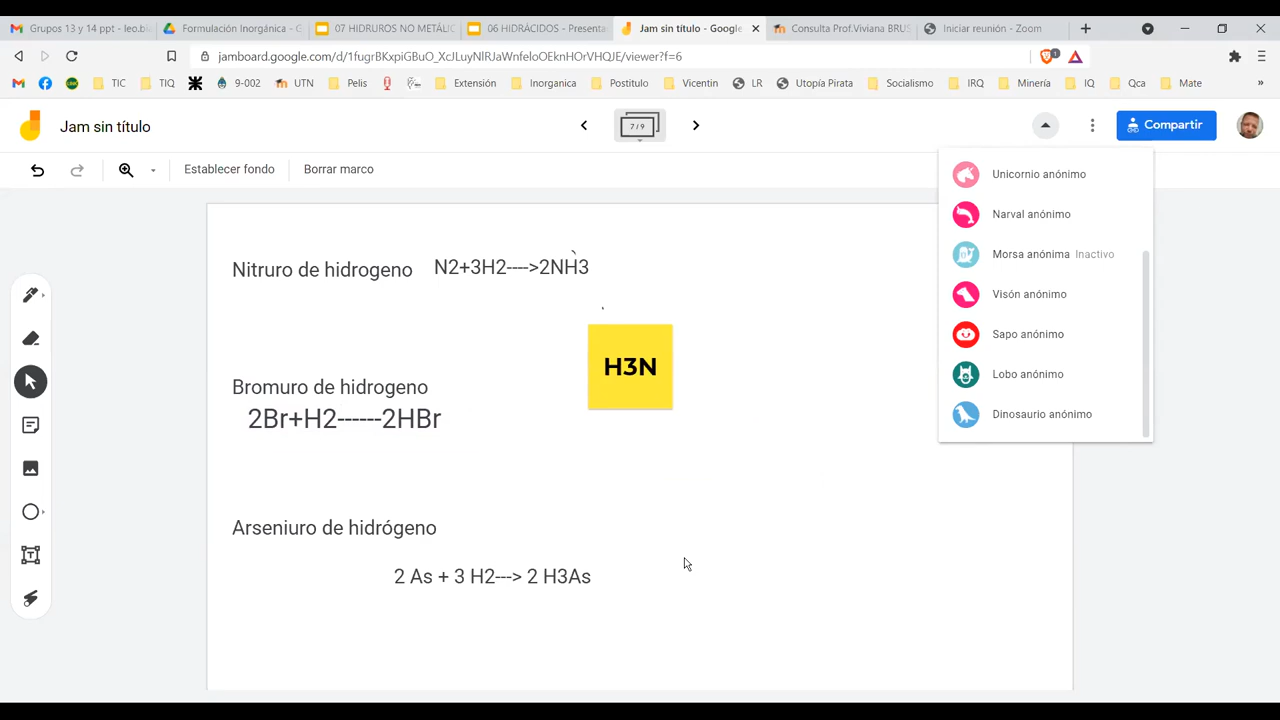 Grupos 13 y 14 ppt - leo.bi
Formulación Inorgánica - G
07 HIDRUROS NO METÁLIC
06 HIDRÁCIDOS - Presenta
Jam sin título - Google
Consulta Prof.Viviana BRUS
Iniciar reunión - Zoom
jamboard.google.com/d/1fuqrBKxpiGBuO_XcJLuyNlRJaWnfeloOEknHOrVHQJE/viewer?f=6
1
TIC
TIQ
9-002
UTN
Pelis
Extensión
Inorganica
Postitulo
Vicentin
LR
Utopía Pirata
Socialismo
IRQ
Minería
IQ
Qca
Mate
»
Jam sin título
7 / 9
Compartir
Establecer fondo
Borrar marco
Unicornio anónimo
Narval anónimo
Morsa anónima Inactivo
Visón anónimo
Sapo anónimo
Lobo anónimo
Dinosaurio anónimo
Nitruro de hidrogeno
N2+3H2---->2NH3
H3N
Bromuro de hidrogeno
2Br+H2------2HBr
Arseniuro de hidrógeno
2 As + 3 H2---> 2 H3As